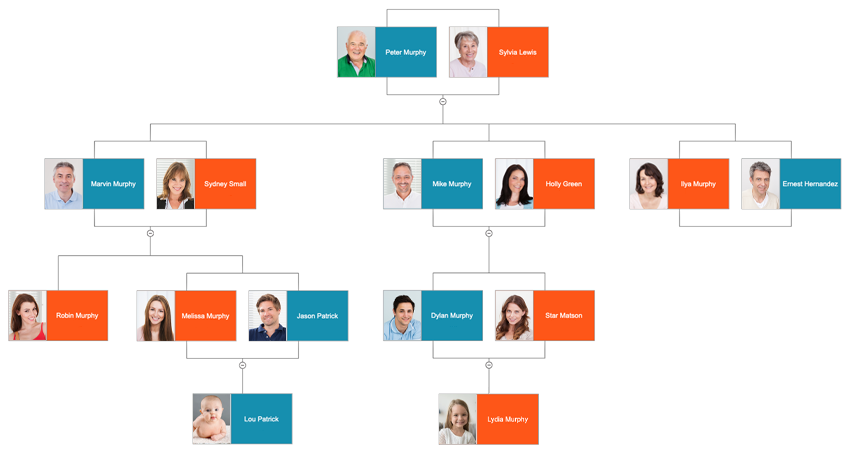 Peter Murphy
Sylvia Lewis
Marvin Murphy
Sydney Small
Mike Murphy
Holly Green
Ilya Murphy
Ernest Hernandez
Robin Murphy
Melissa Murphy
Jason Patrick
Dylan Murphy
Star Matson
Lou Patrick
Lydia Murphy